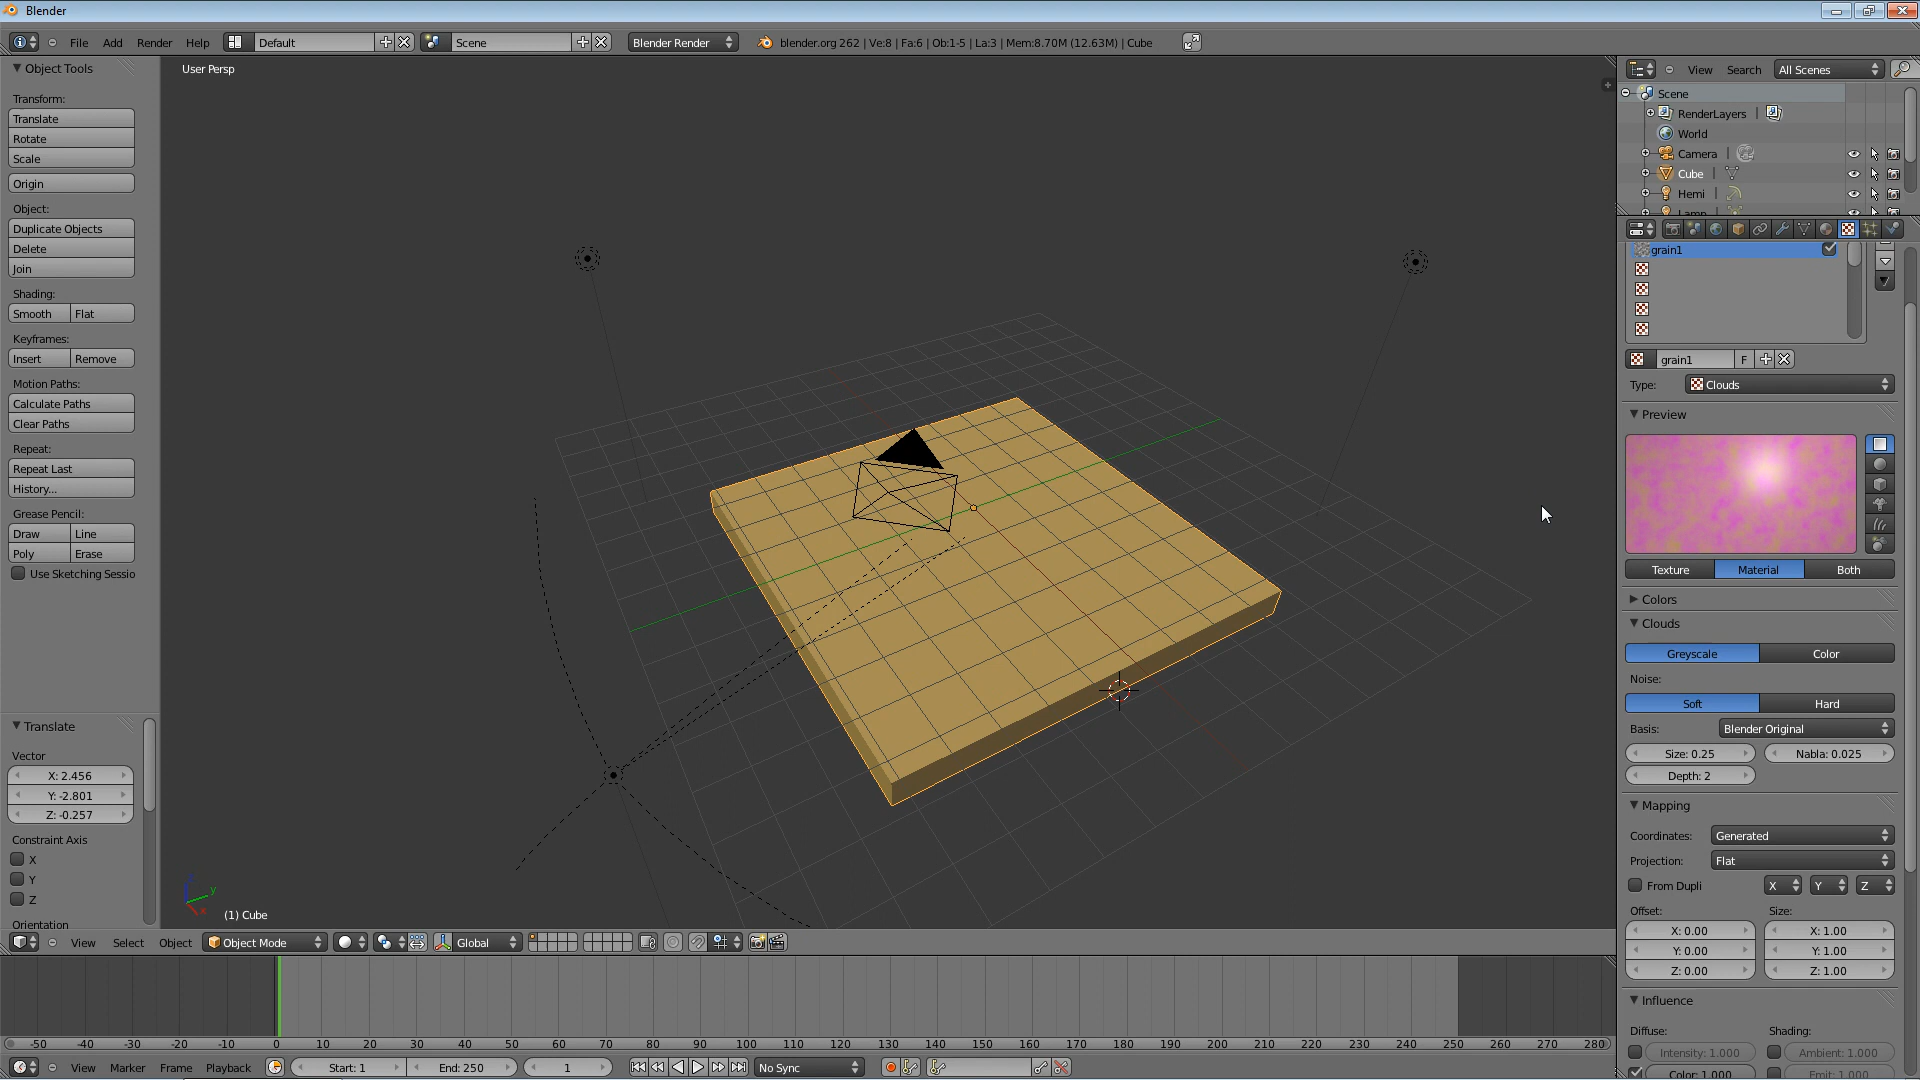 Blender
File Add Render Help Default Scene Blender Render blender.org 262 | Ve:8 | Fa:6 | Ob:1-5 | La:3 | Mem:8.70M (12.63M) | Cube
Object Tools
Transform:
Translate
Rotate
Scale
Origin
Object:
Duplicate Objects
Delete
Join
Shading:
Smooth Flat
Keyframes:
Insert Remove
Motion Paths:
Calculate Paths
Clear Paths
Repeat:
Repeat Last
History...
Grease Pencil:
Draw Line
Poly Erase
Use Sketching Sessio
Translate
Vector
X: 2.456
Y: -2.801
Z: -0.257
Constraint Axis
X
Y
Z
Orientation
User Persp
y
x
(1) Cube
View Select Object Object Mode Global
-50 -40 -30 -20 -10 0 10 20 30 40 50 60 70 80 90 100 110 120 130 140 150 160 170 180 190 200 210 220 230 240 250 260 270 280
View Marker Frame Playback Start: 1 End: 250 1 No Sync
View Search All Scenes
Scene
RenderLayers |
World
Camera |
Cube |
Hemi |
Lamp
grain1
grain1 F
Type: Clouds
Preview
Texture Material Both
Colors
Clouds
Greyscale Color
Noise:
Soft Hard
Basis: Blender Original
Size: 0.25 Nabla: 0.025
Depth: 2
Mapping
Coordinates: Generated
Projection: Flat
From Dupli X Y Z
Offset: Size:
X: 0.00 X: 1.00
Y: 0.00 Y: 1.00
Z: 0.00 Z: 1.00
Influence
Diffuse: Shading:
Intensity: 1.000 Ambient: 1.000
Color: 1.000 Emit: 1.000